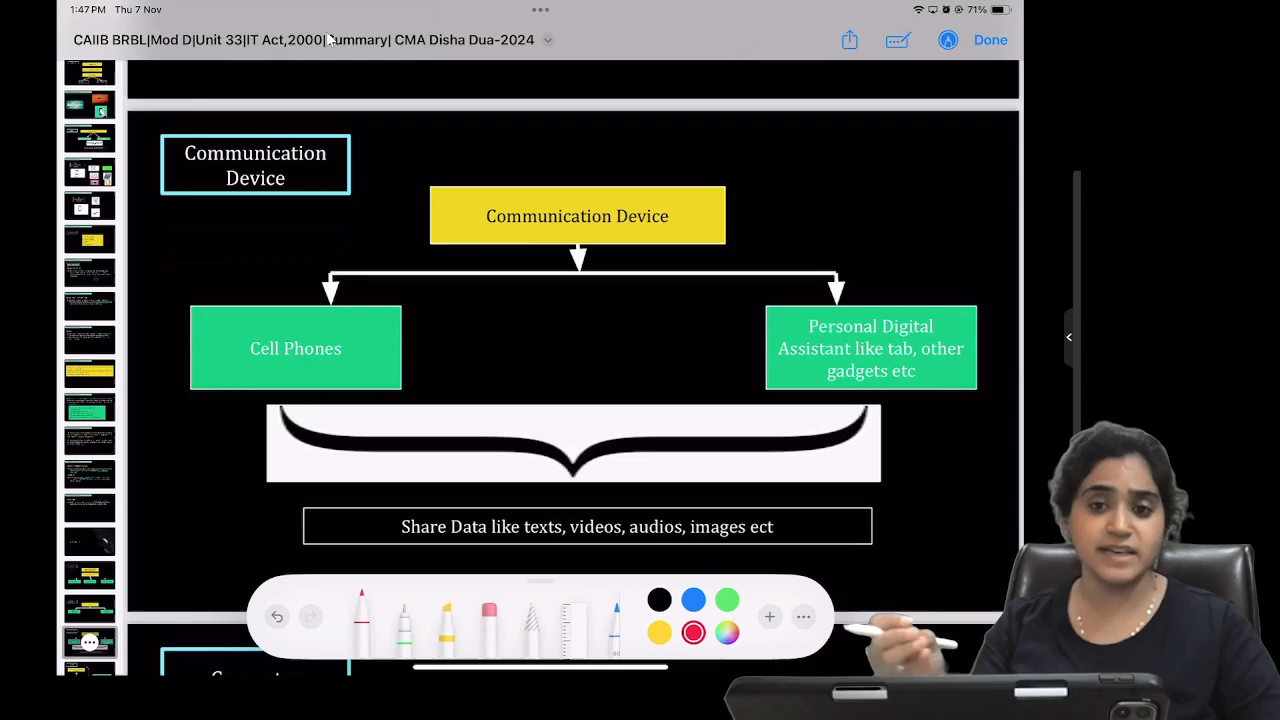 1:47 PM Thu 7 Nov
71%
CAIIB BRBL|Mod D|Unit 33|IT Act,2000|Summary| CMA Disha Dua-2024
Done
Communication
Device
Communication Device
Cell Phones
Personal Digital
Assistant like tab, other
gadgets etc
Share Data like texts, videos, audios, images ect